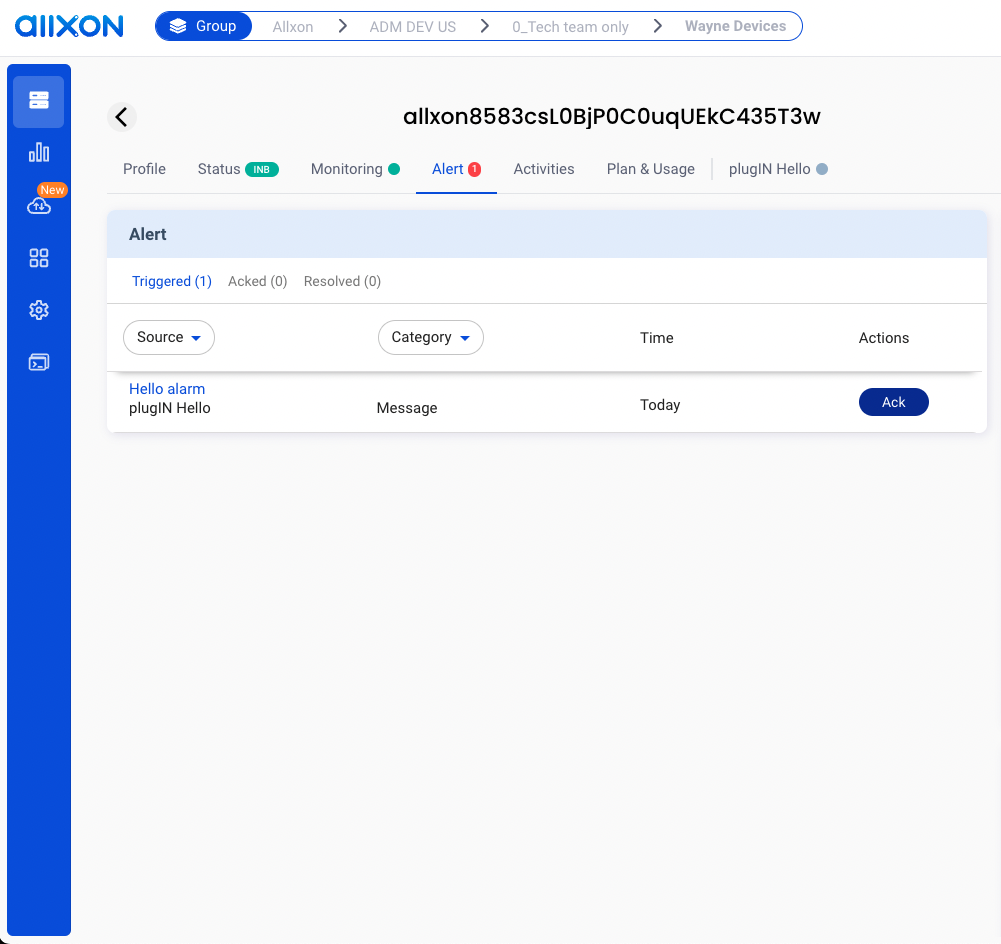 allxon
Group Allxon ADM DEV US 0_Tech team only Wayne Devices
New
allxon8583csL0BjP0C0uqUEkC435T3w
Profile Status INB Monitoring Alert 1 Activities Plan & Usage plugIN Hello
Alert
Triggered (1) Acked (0) Resolved (0)
Source Category Time Actions
Hello alarm
plugIN Hello Message Today Ack